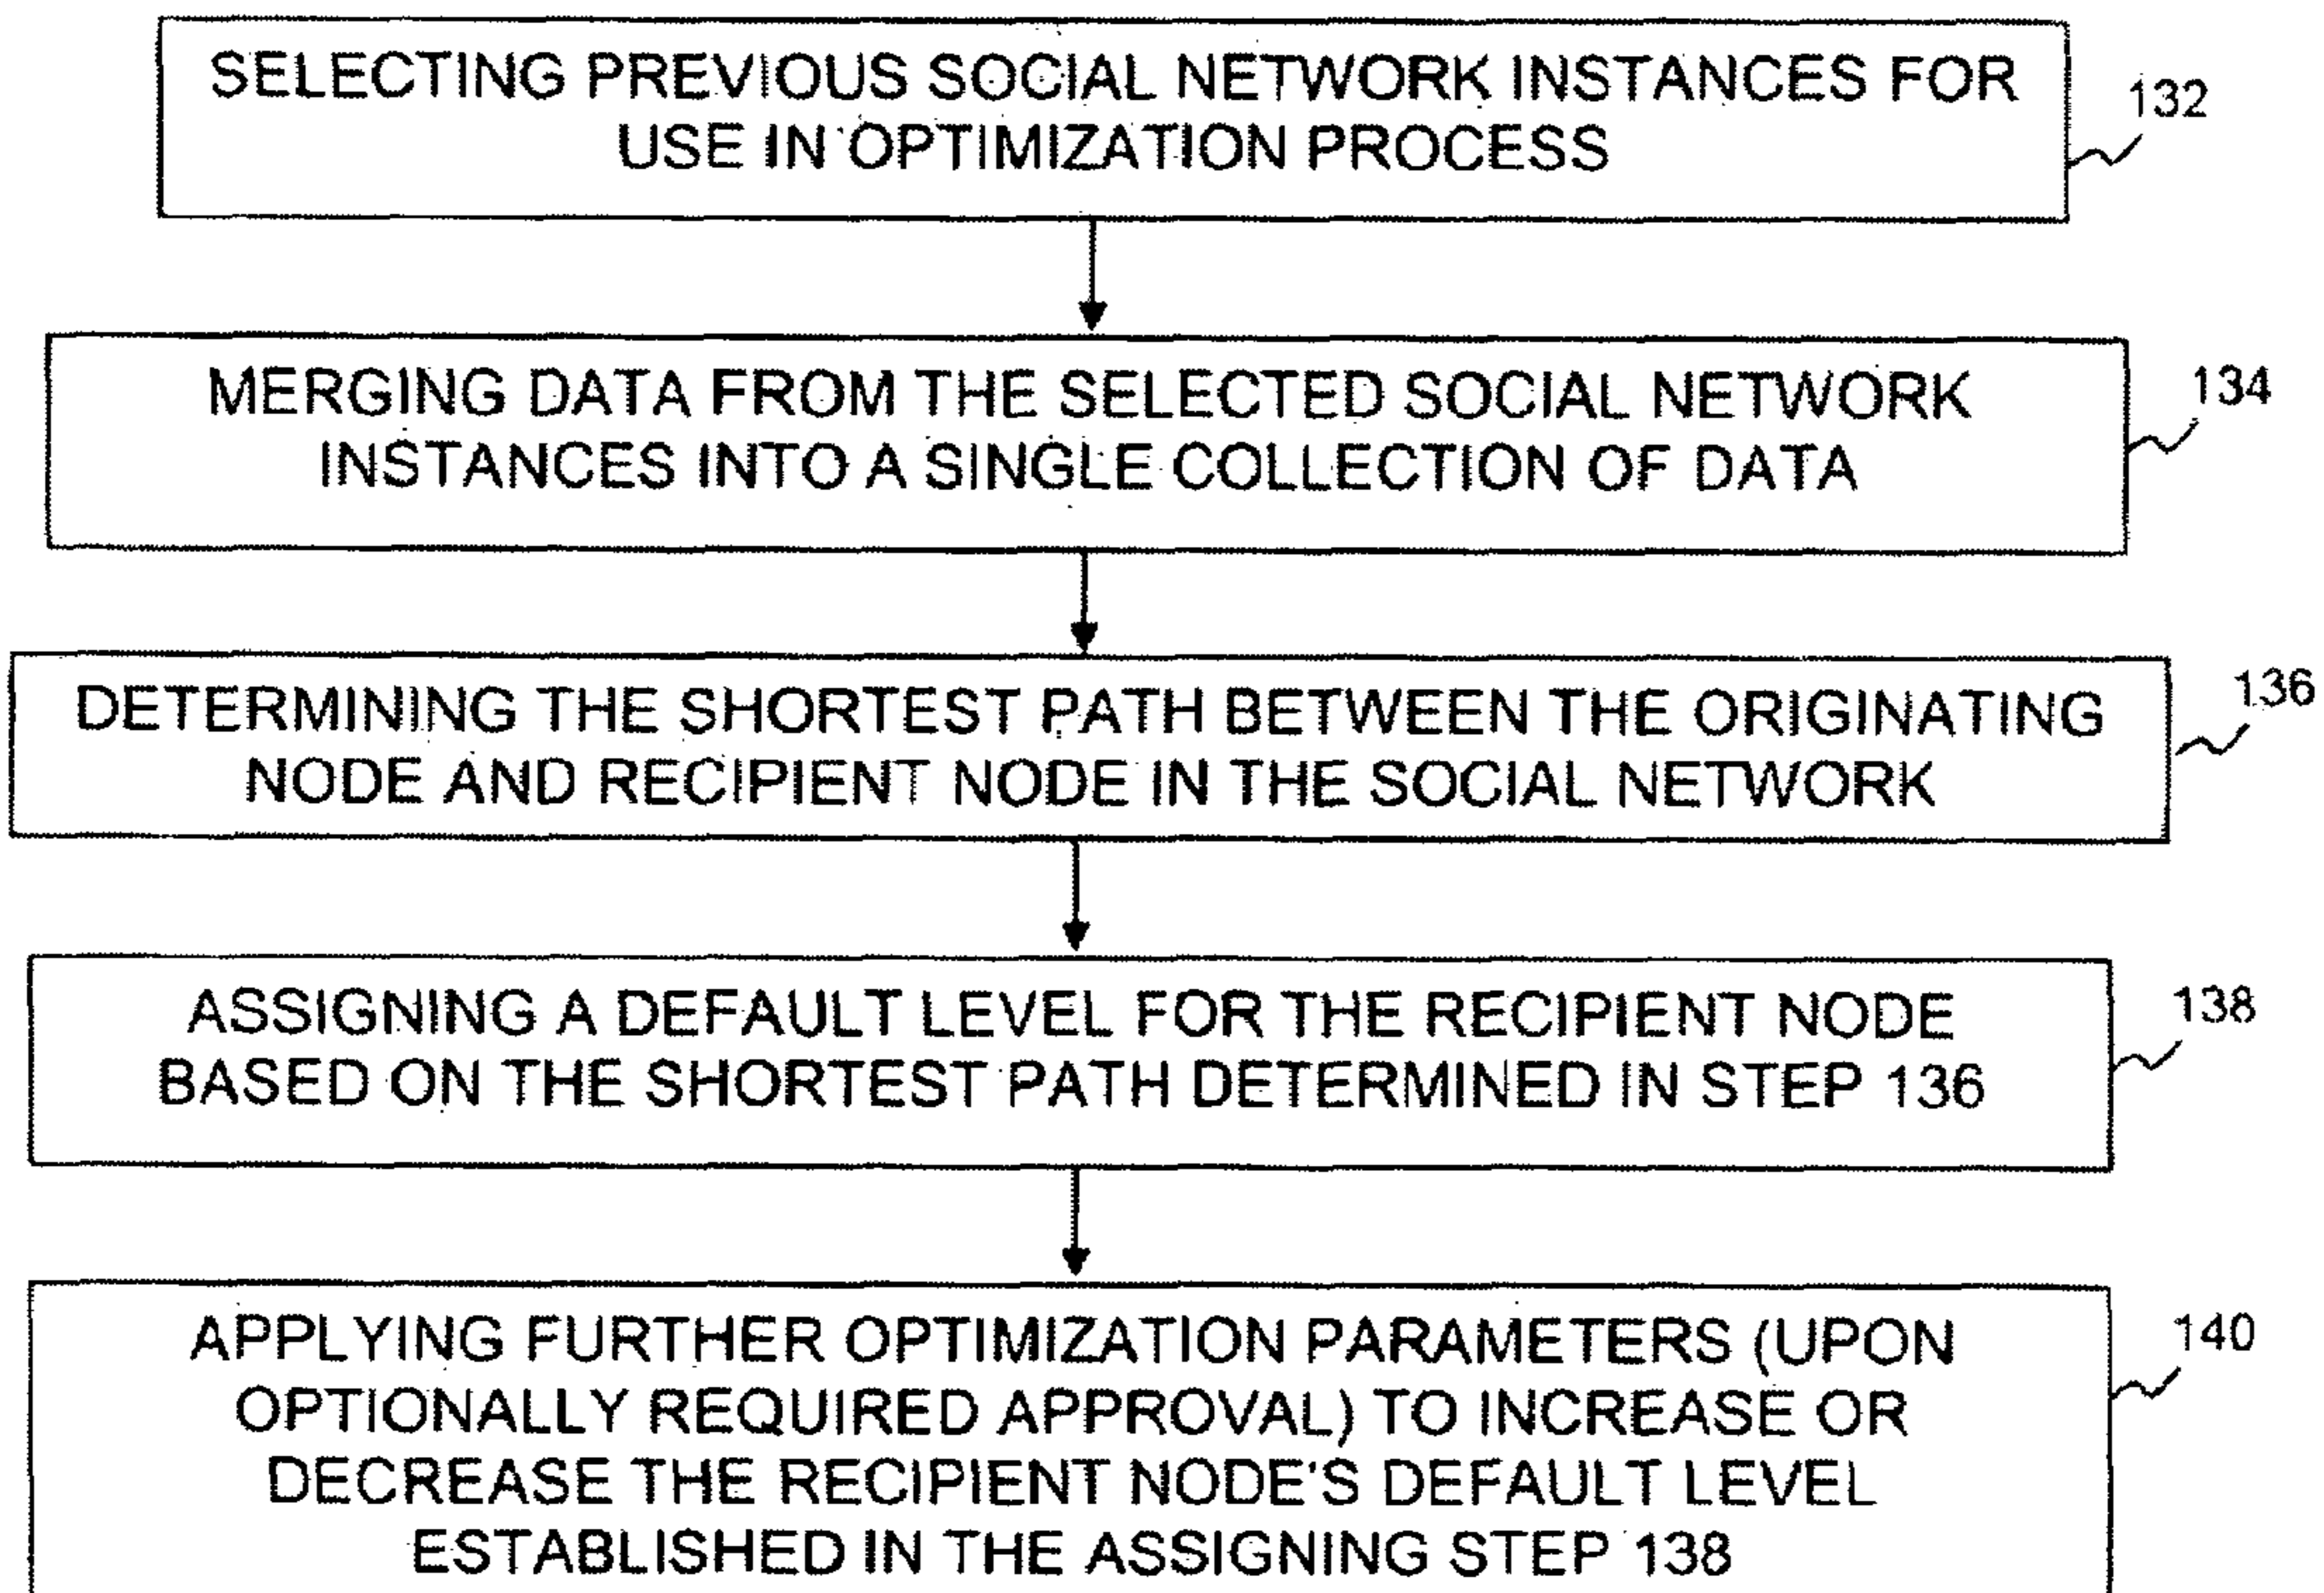 SELECTING PREVIOUS SOCIAL NETWORK INSTANCES FOR
USE IN OPTIMIZATION PROCESS
132
MERGING DATA FROM THE SELECTED SOCIAL NETWORK
INSTANCES INTO A SINGLE COLLECTION OF DATA
134
DETERMINING THE SHORTEST PATH BETWEEN THE ORIGINATING
NODE AND RECIPIENT NODE IN THE SOCIAL NETWORK
136
ASSIGNING A DEFAULT LEVEL FOR THE RECIPIENT NODE
BASED ON THE SHORTEST PATH DETERMINED IN STEP 136
138
APPLYING FURTHER OPTIMIZATION PARAMETERS (UPON
OPTIONALLY REQUIRED APPROVAL) TO INCREASE OR
DECREASE THE RECIPIENT NODE'S DEFAULT LEVEL
ESTABLISHED IN THE ASSIGNING STEP 138
140